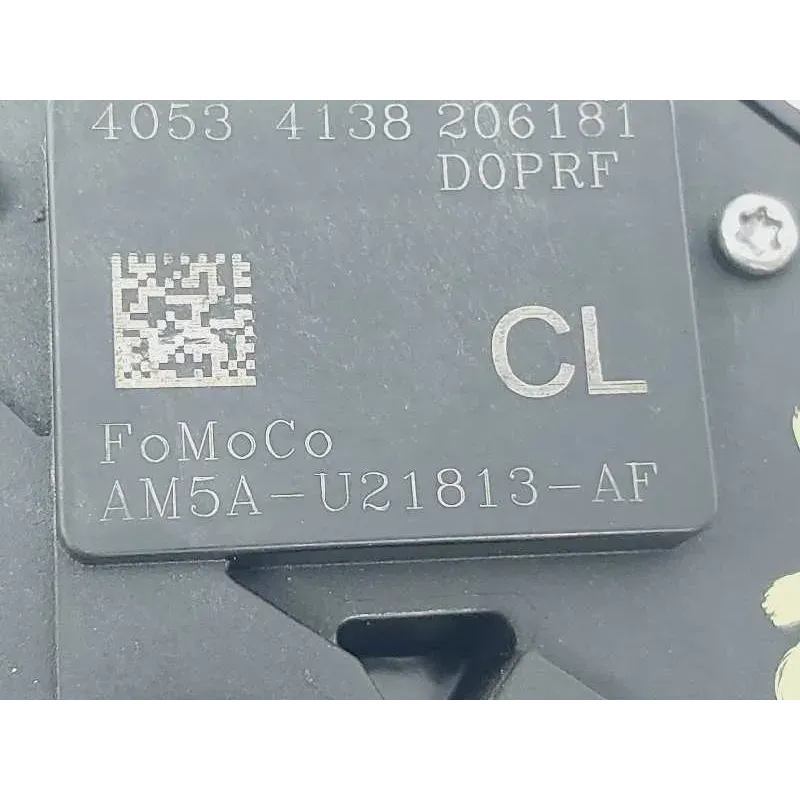 4053 4138 206181
D0PRF
CL
FoMoCo
AM5A-U21813-AF